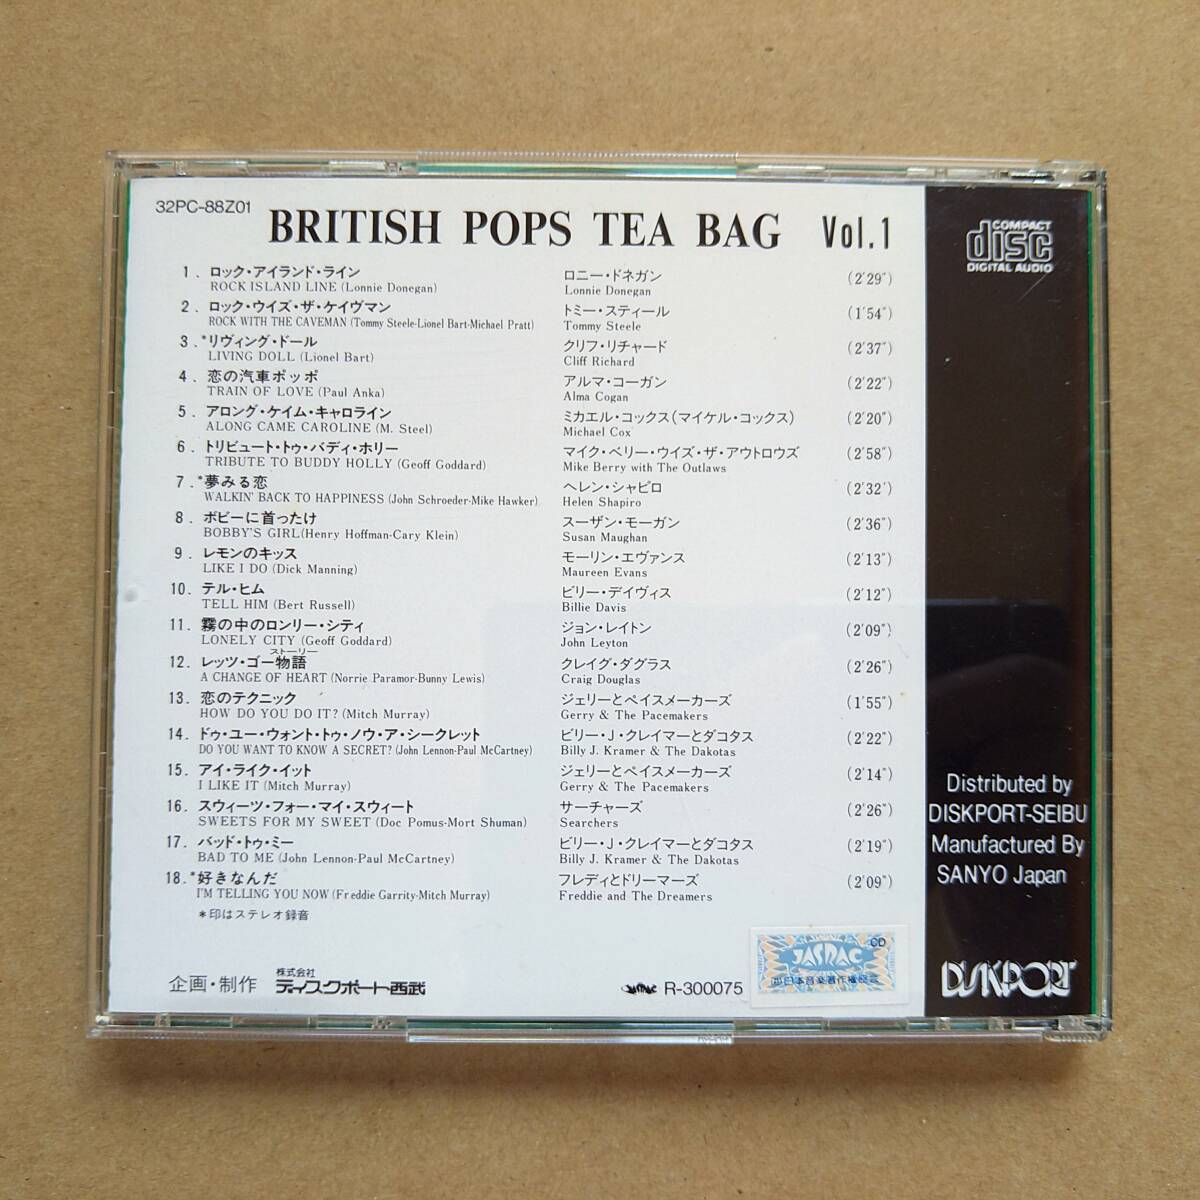 32PC-88Z01
BRITISH POPS TEA BAG Vol.1
1. ロック・アイランド・ライン ロニー・ドネガン (2'29")
ROCK ISLAND LINE (Lonnie Donegan) Lonnie Donegan
2. ロック・ウイズ・ザ・ケイヴマン トミー・スティール (1'54")
ROCK WITH THE CAVEMAN (Tommy Steele-Lionel Bart-Michael Pratt) Tommy Steele
3. *リヴィング・ドール クリフ・リチャード (2'37")
LIVING DOLL (Lionel Bart) Cliff Richard
4. 恋の汽車ポッポ アルマ・コーガン (2'22")
TRAIN OF LOVE (Paul Anka) Alma Cogan
5. アロング・ケイム・キャロライン ミカエル・コックス(マイケル・コックス) (2'20")
ALONG CAME CAROLINE (M. Steel) Michael Cox
6. トリビュート・トゥ・バディ・ホリー マイク・ベリー・ウイズ・ザ・アウトロウズ (2'58")
TRIBUTE TO BUDDY HOLLY (Geoff Goddard) Mike Berry with The Outlaws
7. *夢みる恋 ヘレン・シャピロ (2'32')
WALKIN' BACK TO HAPPINESS (John Schroeder-Mike Hawker) Helen Shapiro
8. ボビーに首ったけ スーザン・モーガン (2'36")
BOBBY'S GIRL(Henry Hoffman-Cary Klein) Susan Maughan
9. レモンのキッス モーリン・エヴァンス (2'13")
LIKE I DO (Dick Manning) Maureen Evans
10. テル・ヒム ビリー・デイヴィス (2'12")
TELL HIM (Bert Russell) Billie Davis
11. 霧の中のロンリー・シティ ジョン・レイトン (2'09")
LONELY CITY (Geoff Goddard) John Leyton
ストーリー
12. レッツ・ゴー物語 クレイグ・ダグラス (2'26")
A CHANGE OF HEART (Norrie Paramor-Bunny Lewis) Craig Douglas
13. 恋のテクニック ジェリーとペイスメーカーズ (1'55")
HOW DO YOU DO IT? (Mitch Murray) Gerry & The Pacemakers
14. ドゥ・ユー・ウォント・トゥ・ノウ・ア・シークレット ビリー・J・クレイマーとダコタス (2'22")
DO YOU WANT TO KNOW A SECRET? (John Lennon-Paul McCartney) Billy J. Kramer & The Dakotas
15. アイ・ライク・イット ジェリーとペイスメーカーズ (2'14")
I LIKE IT (Mitch Murray) Gerry & The Pacemakers
16. スウィーツ・フォー・マイ・スウィート サーチャーズ (2'26")
SWEETS FOR MY SWEET (Doc Pomus-Mort Shuman) Searchers
17. バッド・トゥ・ミー ビリー・J・クレイマーとダコタス (2'19")
BAD TO ME (John Lennon-Paul McCartney) Billy J. Kramer & The Dakotas
18. *好きなんだ フレディとドリーマーズ (2'09")
I'M TELLING YOU NOW (Freddie Garrity-Mitch Murray) Freddie and The Dreamers
*印はステレオ録音
企画・制作 株式会社 ディスクポート西武
JASRAC R-300075
JASRAC CD
COMPACT
disc
DIGITAL AUDIO
Distributed by
DISKPORT-SEIBU
Manufactured By
SANYO Japan
DISKPORT